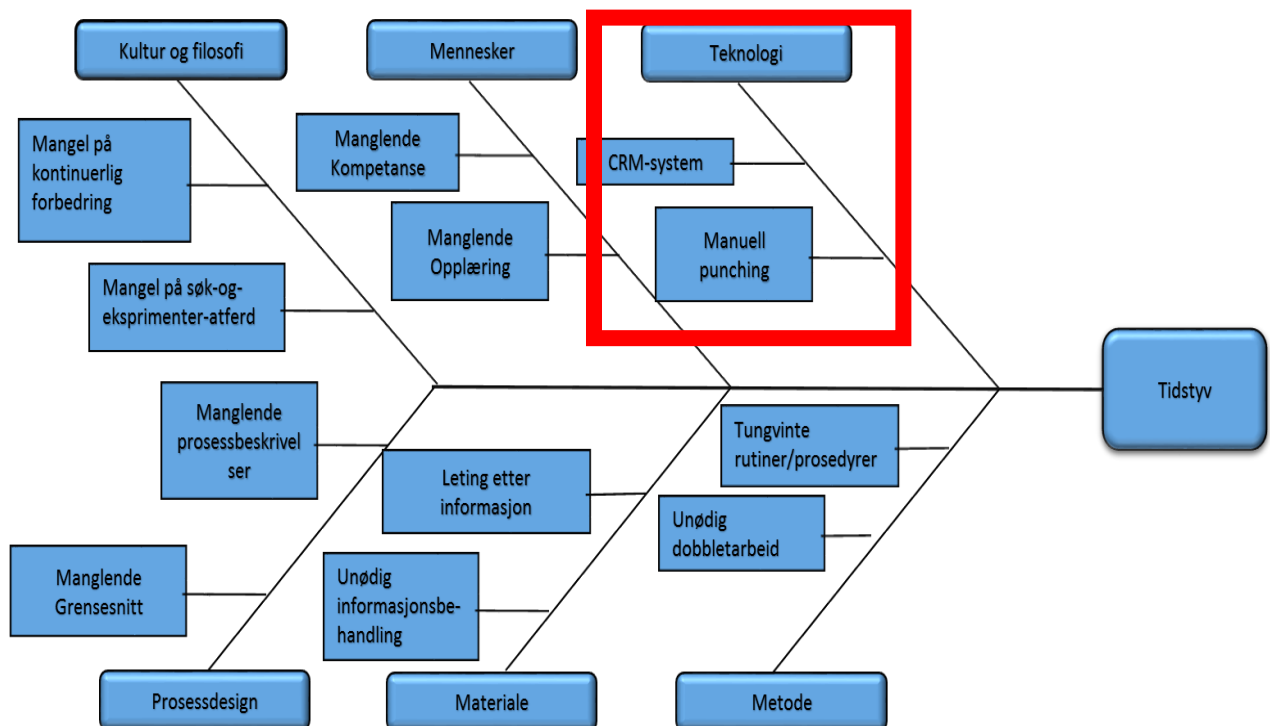 Kultur og filosofi
Mennesker
Teknologi
Mangel på
kontinuerlig
forbedring
Manglende
Kompetanse
CRM-system
Mangel på søk-og-
eksprimenter-atferd
Manglende
Opplæring
Manuell
punching
Tidstyv
Manglende
prosessbeskrivel
ser
Leting etter
informasjon
Tungvinte
rutiner/prosedyrer
Manglende
Grensesnitt
Unødig
informasjonsbe-
handling
Unødig
dobbletarbeid
Prosessdesign
Materiale
Metode